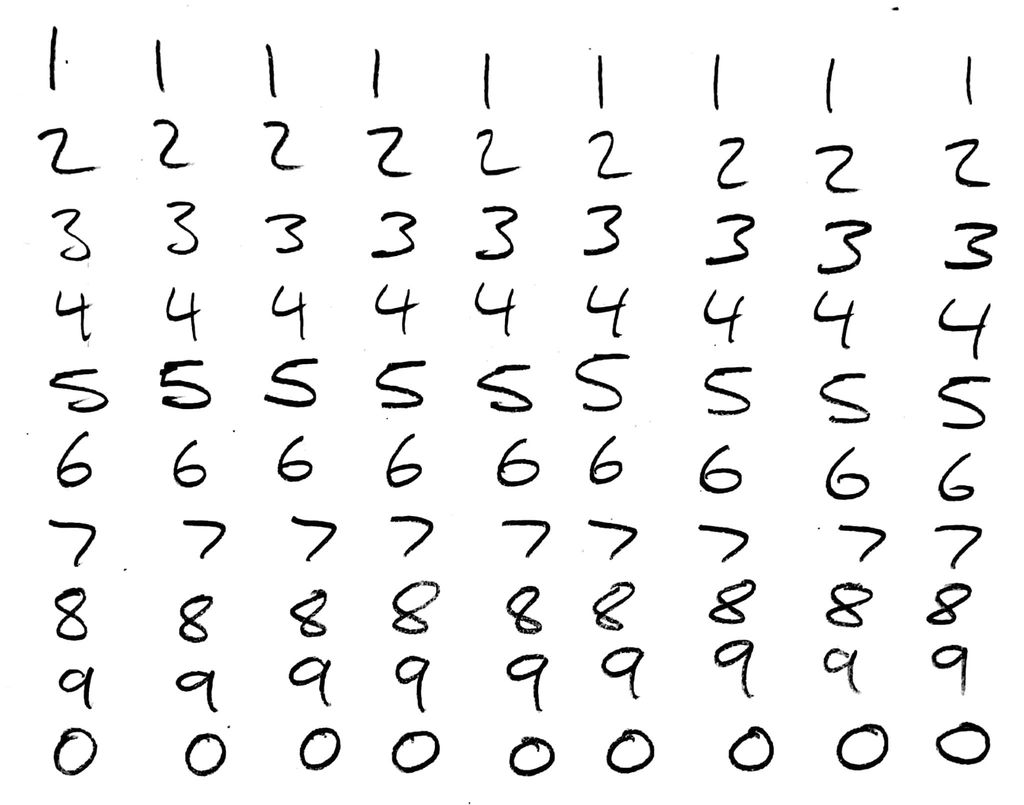 1 1 1 1 1 1 1 1 1
2 2 2 2 2 2 2 2 2
3 3 3 3 3 3 3 3 3
4 4 4 4 4 4 4 4 4
5 5 5 5 5 5 5 5 5
6 6 6 6 6 6 6 6 6
7 7 7 7 7 7 7 7 7
8 8 8 8 8 8 8 8 8
9 9 9 9 9 9 9 9 9
0 0 0 0 0 0 0 0 0